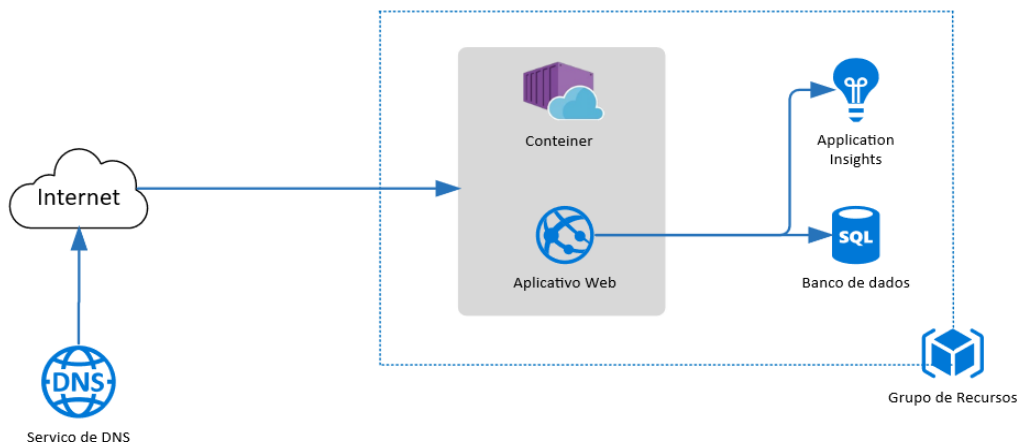 Conteiner
Application
Insights
Internet
SQL
Aplicativo Web
Banco de dados
DNS
Grupo de Recursos
Serviço de DNS